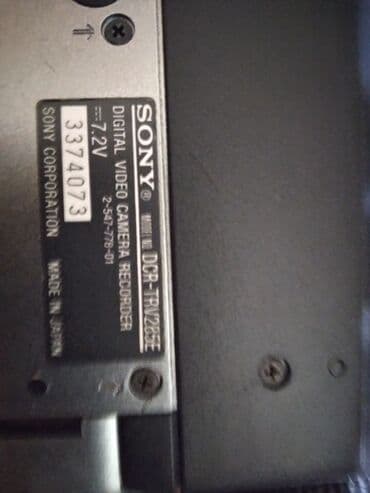 SONY® MODEL NO. DCR-TRV285E
DIGITAL VIDEO CAMERA RECORDER
⎓7.2V 2-547-778-01
3374073
SONY CORPORATION MADE IN JAPAN